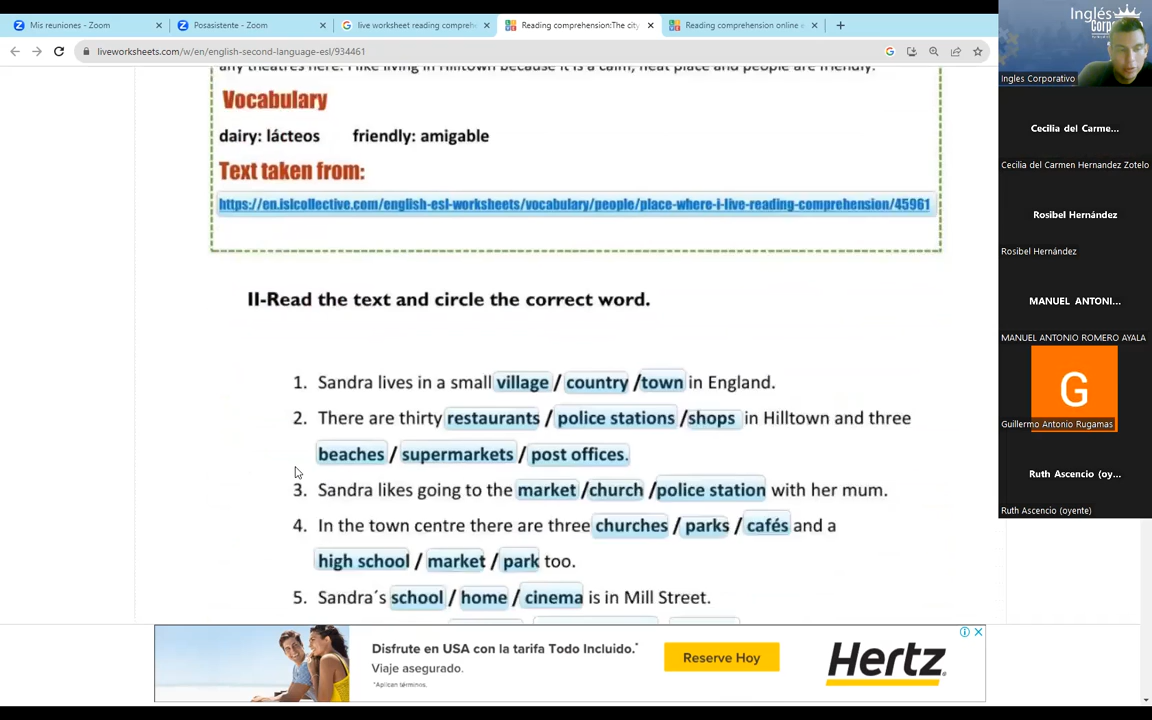 Mis reuniones - Zoom
Posasistente - Zoom
live worksheet reading compreh
Reading comprehension:The city
Reading comprehension online e
liveworksheets.com/w/en/english-second-language-esl/934461
any theatres here. I like living in Hilltown because it is a calm, neat place and people are friendly.
Vocabulary
dairy: lácteos friendly: amigable
Text taken from:
https://en.islcollective.com/english-esl-worksheets/vocabulary/people/place-where-i-live-reading-comprehension/45961
II-Read the text and circle the correct word.
1. Sandra lives in a small village / country /town in England.
2. There are thirty restaurants / police stations /shops in Hilltown and three
beaches / supermarkets / post offices.
3. Sandra likes going to the market /church /police station with her mum.
4. In the town centre there are three churches / parks / cafés and a
high school / market / park too.
5. Sandra´s school / home / cinema is in Mill Street.
Disfrute en USA con la tarifa Todo Incluido.*
Viaje asegurado.
*Aplican términos.
Reserve Hoy
Hertz
Inglés
Corpo
Ingles Corporativo
Cecilia del Carme...
Cecilia del Carmen Hernandez Zotelo
Rosibel Hernández
Rosibel Hernández
MANUEL ANTONI...
MANUEL ANTONIO ROMERO AYALA
G
Guillermo Antonio Rugamas
Ruth Ascencio (oy...
Ruth Ascencio (oyente)